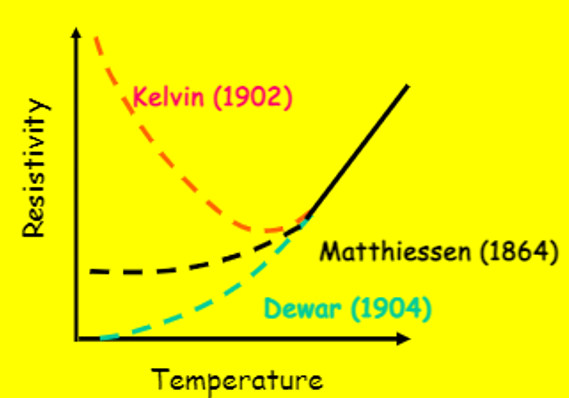 Kelvin (1902)
Resistivity
Matthiessen (1864)
Dewar (1904)
Temperature